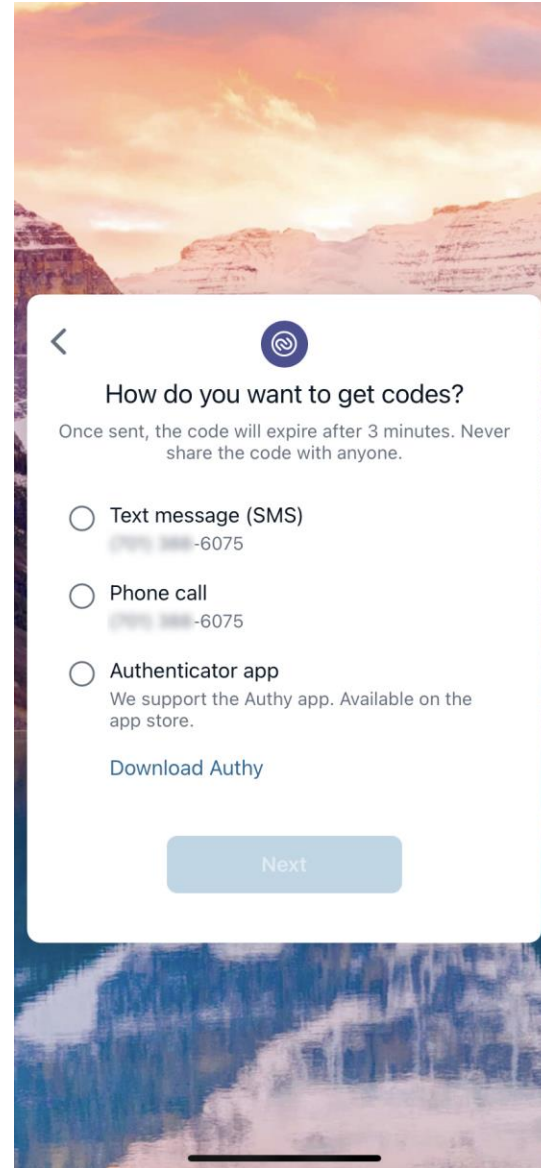 How do you want to get codes?
Once sent, the code will expire after 3 minutes. Never
share the code with anyone.
Text message (SMS)
-6075
Phone call
-6075
Authenticator app
We support the Authy app. Available on the
app store.
Download Authy
Next